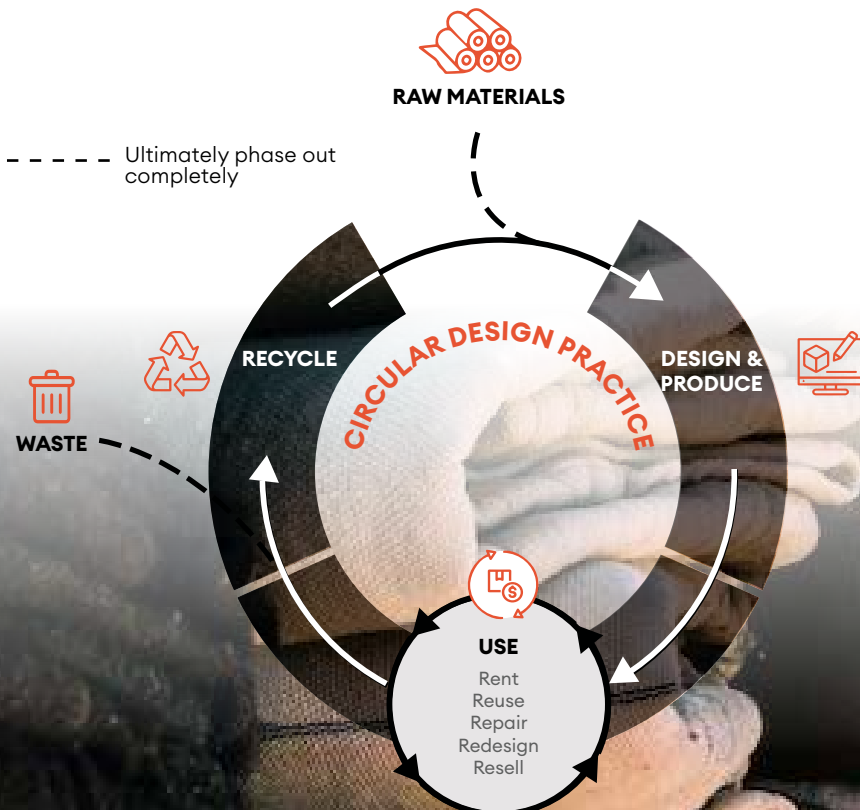 RAW MATERIALS
Ultimately phase out
completely
CIRCULAR DESIGN PRACTICE
RECYCLE
DESIGN &
PRODUCE
WASTE
$
USE
Rent
Reuse
Repair
Redesign
Resell